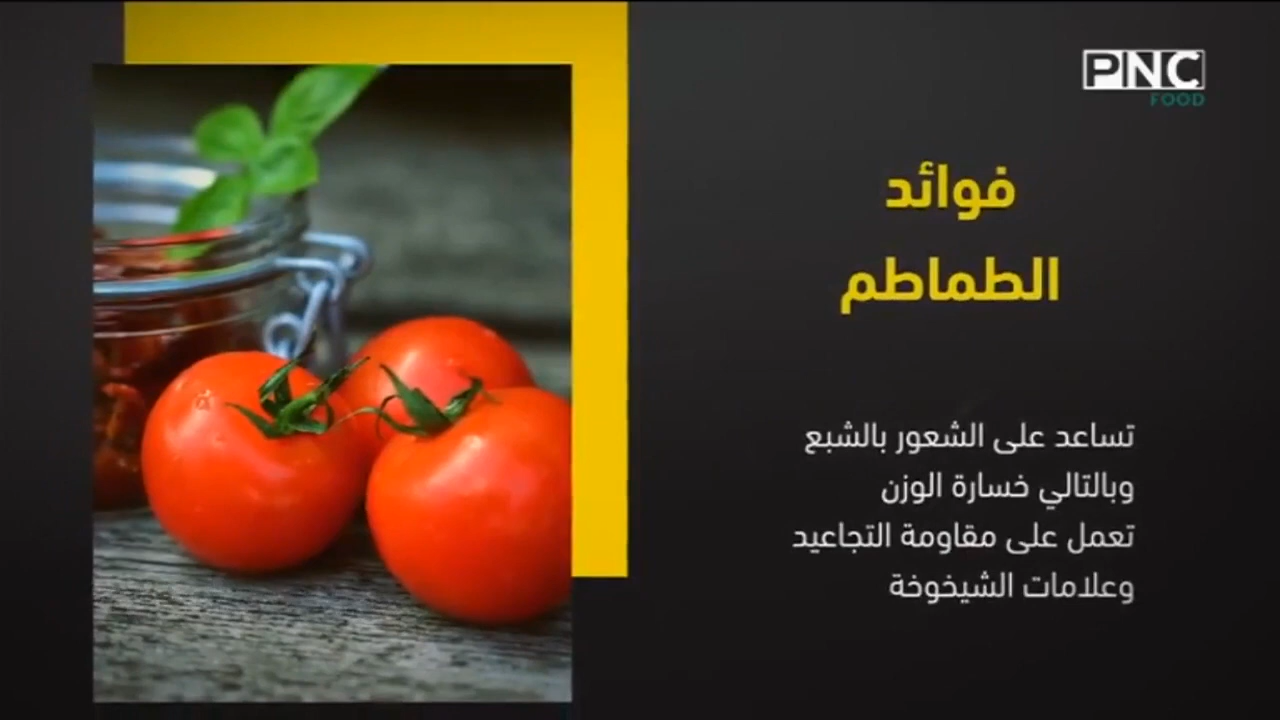 PNC
FOOD
فوائد
الطماطم
تساعد على الشعور بالشبع
وبالتالي خسارة الوزن
تعمل على مقاومة التجاعيد
وعلامات الشيخوخة